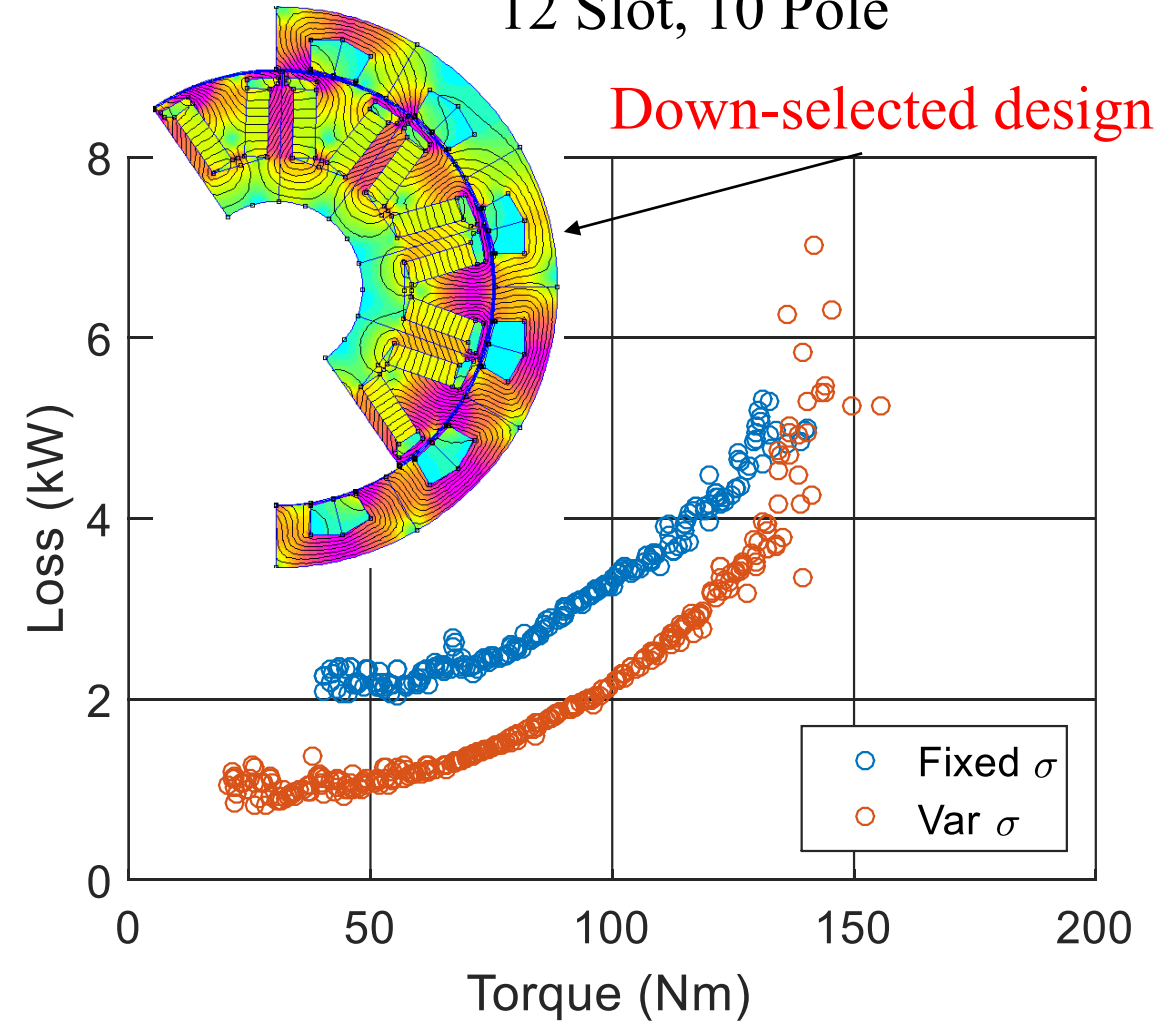 12 Slot, 10 Pole
Down-selected design
8
6
4
2
0
Loss (kW)
0 50 100 150 200
Torque (Nm)
Fixed σ
Var σ